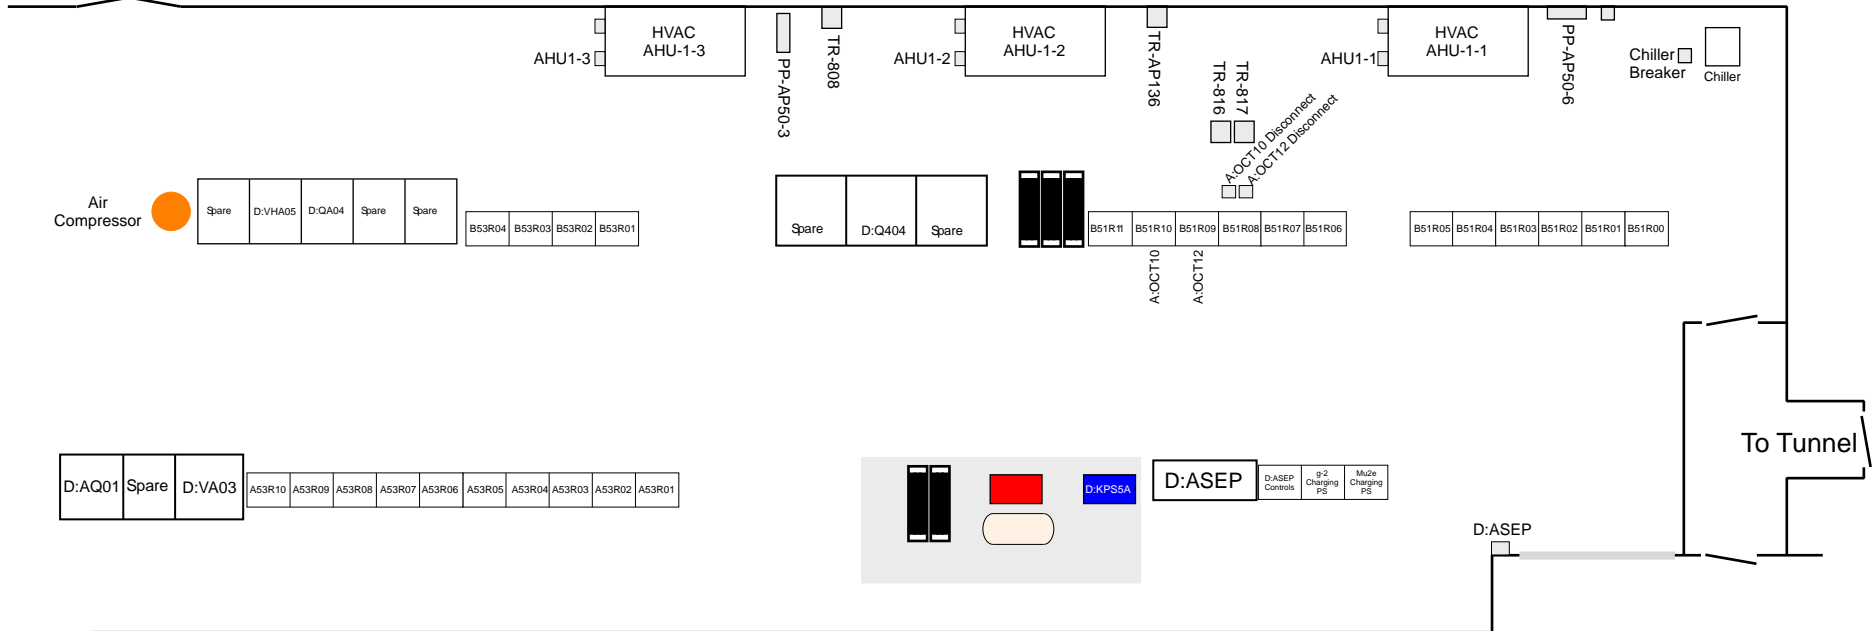 HVAC
AHU-1-3
AHU1-3
PP-AP50-3
TR-808
HVAC
AHU-1-2
AHU1-2
TR-AP136
TR-816
TR-817
HVAC
AHU-1-1
AHU1-1
PP-AP50-6
Chiller
Breaker
Chiller
A:OCT10 Disconnect
A:OCT12 Disconnect
Air
Compressor
Spare
D:VHA05
D:QA04
Spare
Spare
B53R04
B53R03
B53R02
B53R01
Spare
D:Q404
Spare
B51R11
B51R10
B51R09
B51R08
B51R07
B51R06
B51R05
B51R04
B51R03
B51R02
B51R01
B51R00
A:OCT10
A:OCT12
To Tunnel
D:AQ01
Spare
D:VA03
A53R10
A53R09
A53R08
A53R07
A53R06
A53R05
A53R04
A53R03
A53R02
A53R01
D:KPS5A
D:ASEP
D:ASEP
Controls
g-2
Charging
PS
Mu2e
Charging
PS
D:ASEP